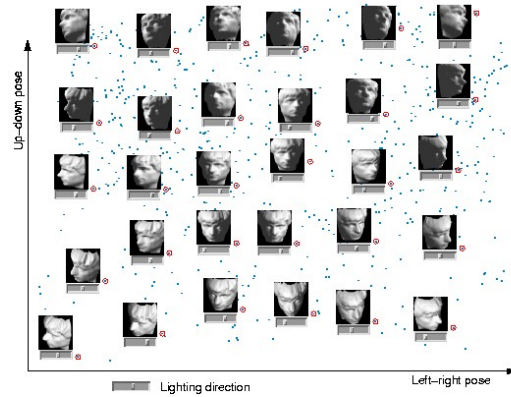 Up–down pose
Left–right pose
Lighting direction